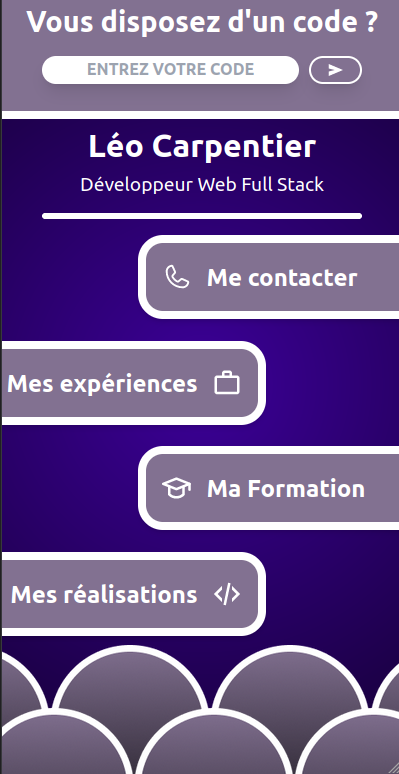 Vous disposez d'un code ?
ENTREZ VOTRE CODE
Léo Carpentier
Développeur Web Full Stack
Me contacter
Mes expériences
Ma Formation
Mes réalisations